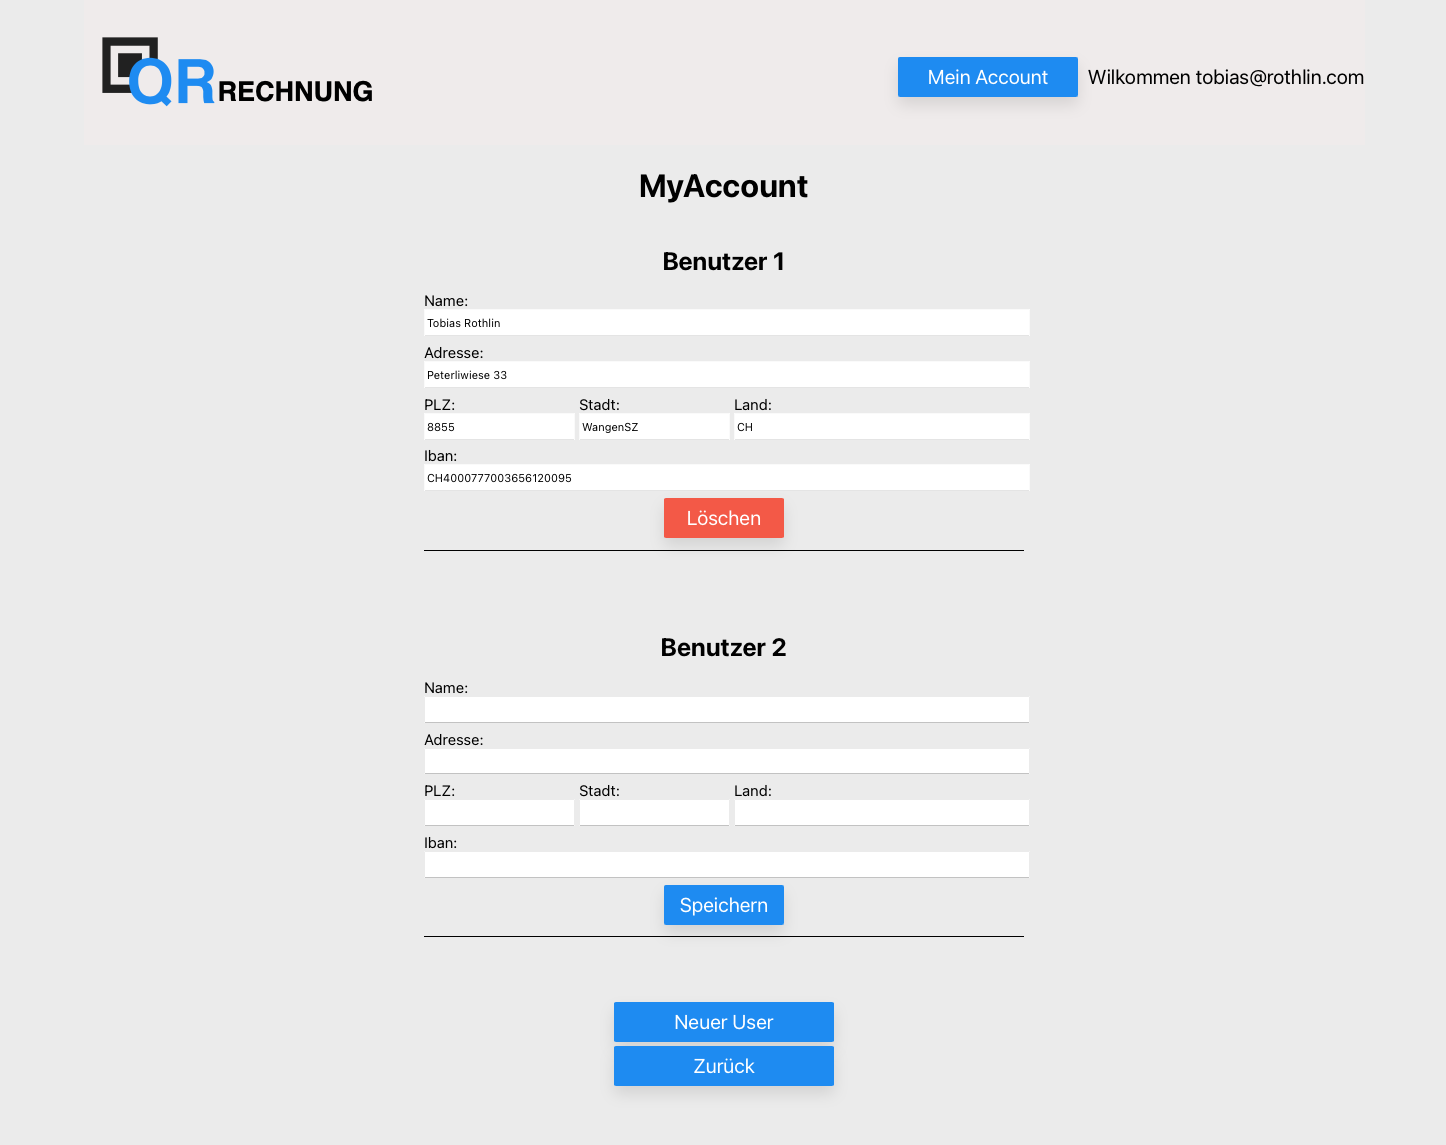 QR RECHNUNG
Mein Account Wilkommen tobias@rothlin.com
MyAccount
Benutzer 1
Name:
Tobias Rothlin
Adresse:
Peterliwiese 33
PLZ: Stadt: Land:
8855 WangenSZ CH
Iban:
CH4000777003656120095
Löschen
Benutzer 2
Name:
Adresse:
PLZ: Stadt: Land:
Iban:
Speichern
Neuer User
Zurück